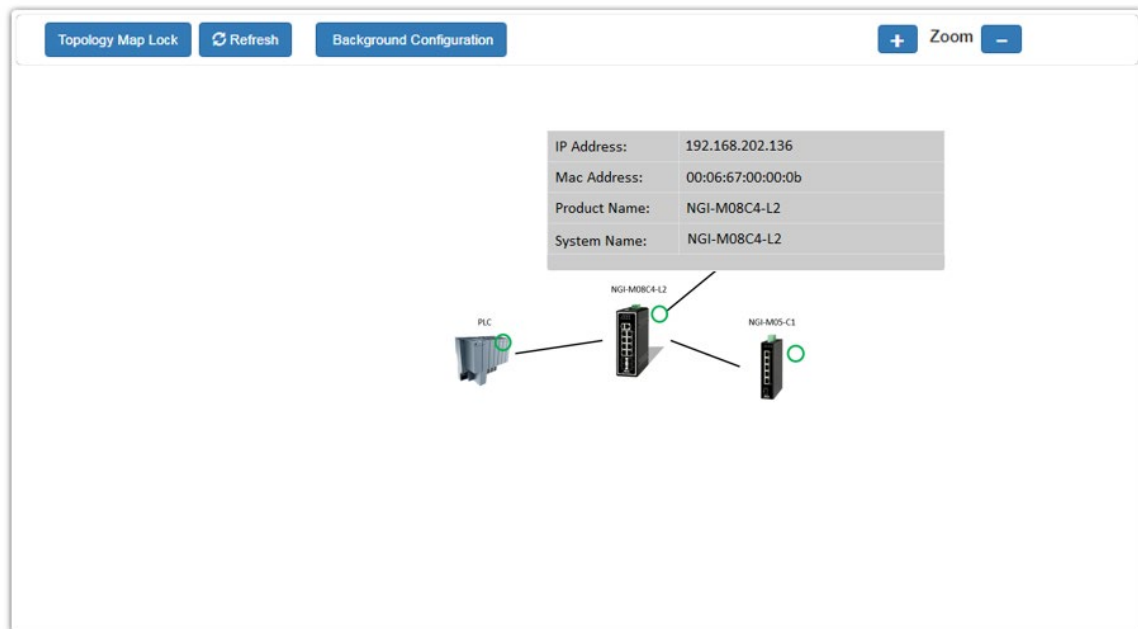 Topology Map Lock Refresh Background Configuration + Zoom −
IP Address: 192.168.202.136
Mac Address: 00:06:67:00:00:0b
Product Name: NGI-M08C4-L2
System Name: NGI-M08C4-L2
NGI-M08C4-L2
PLC
NGI-M05-C1